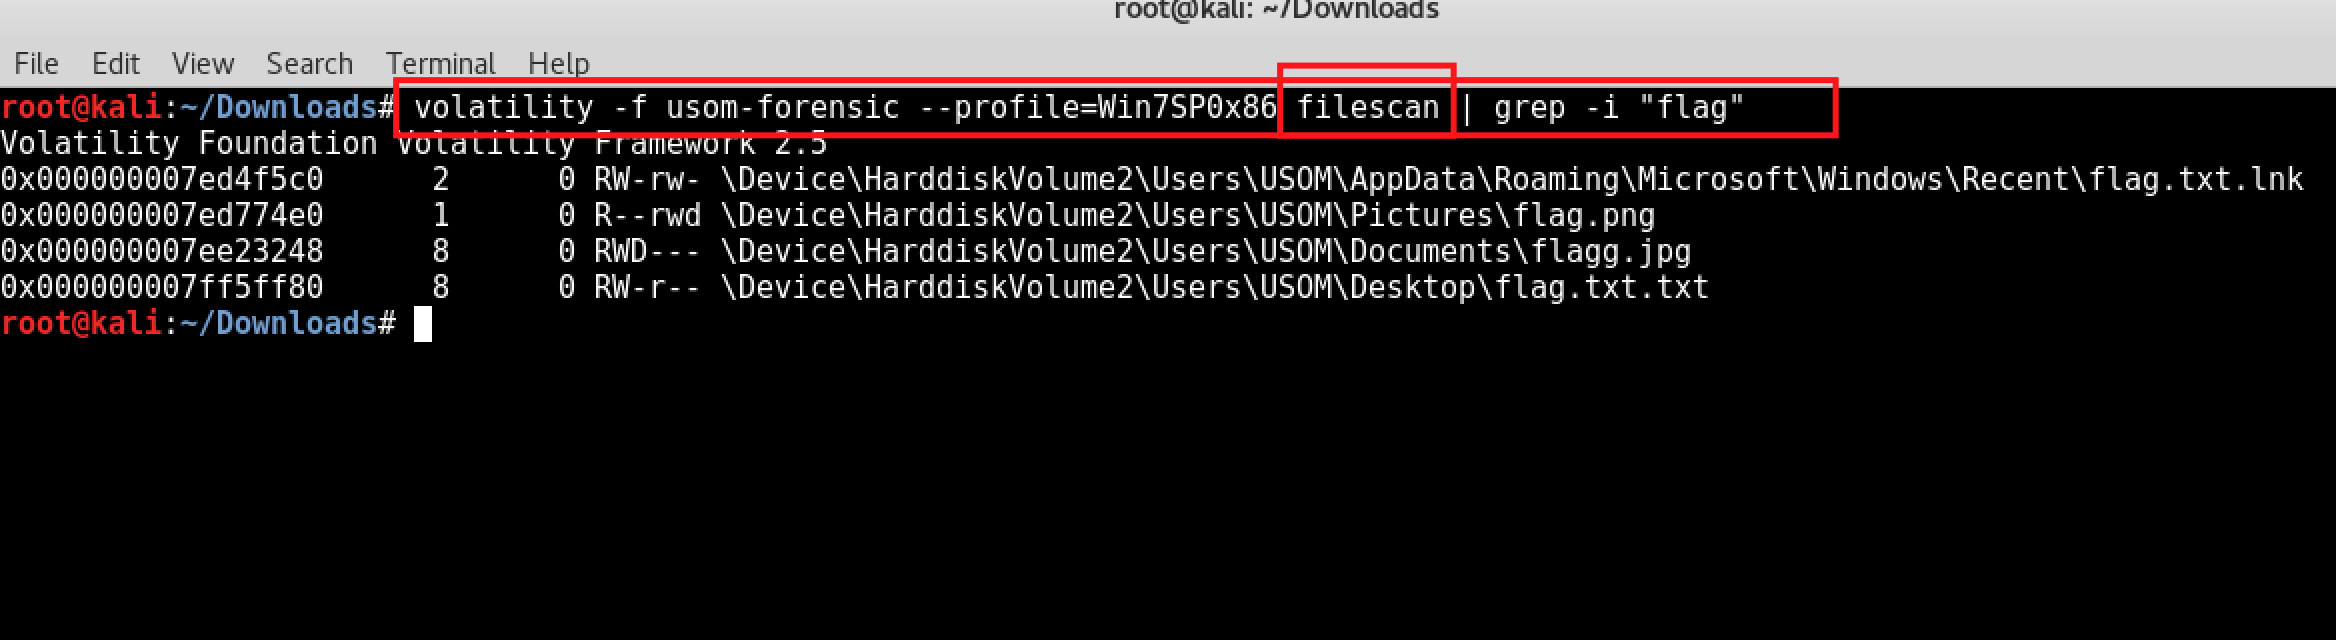 root@kali: ~/Downloads
File Edit View Search Terminal Help
root@kali:~/Downloads# volatility -f usom-forensic --profile=Win7SP0x86 filescan | grep -i "flag"
Volatility Foundation Volatility Framework 2.5
0x000000007ed4f5c0      2      0 RW-rw- \Device\HarddiskVolume2\Users\USOM\AppData\Roaming\Microsoft\Windows\Recent\flag.txt.lnk
0x000000007ed774e0      1      0 R--rwd \Device\HarddiskVolume2\Users\USOM\Pictures\flag.png
0x000000007ee23248      8      0 RWD--- \Device\HarddiskVolume2\Users\USOM\Documents\flagg.jpg
0x000000007ff5ff80      8      0 RW-r-- \Device\HarddiskVolume2\Users\USOM\Desktop\flag.txt.txt
root@kali:~/Downloads#